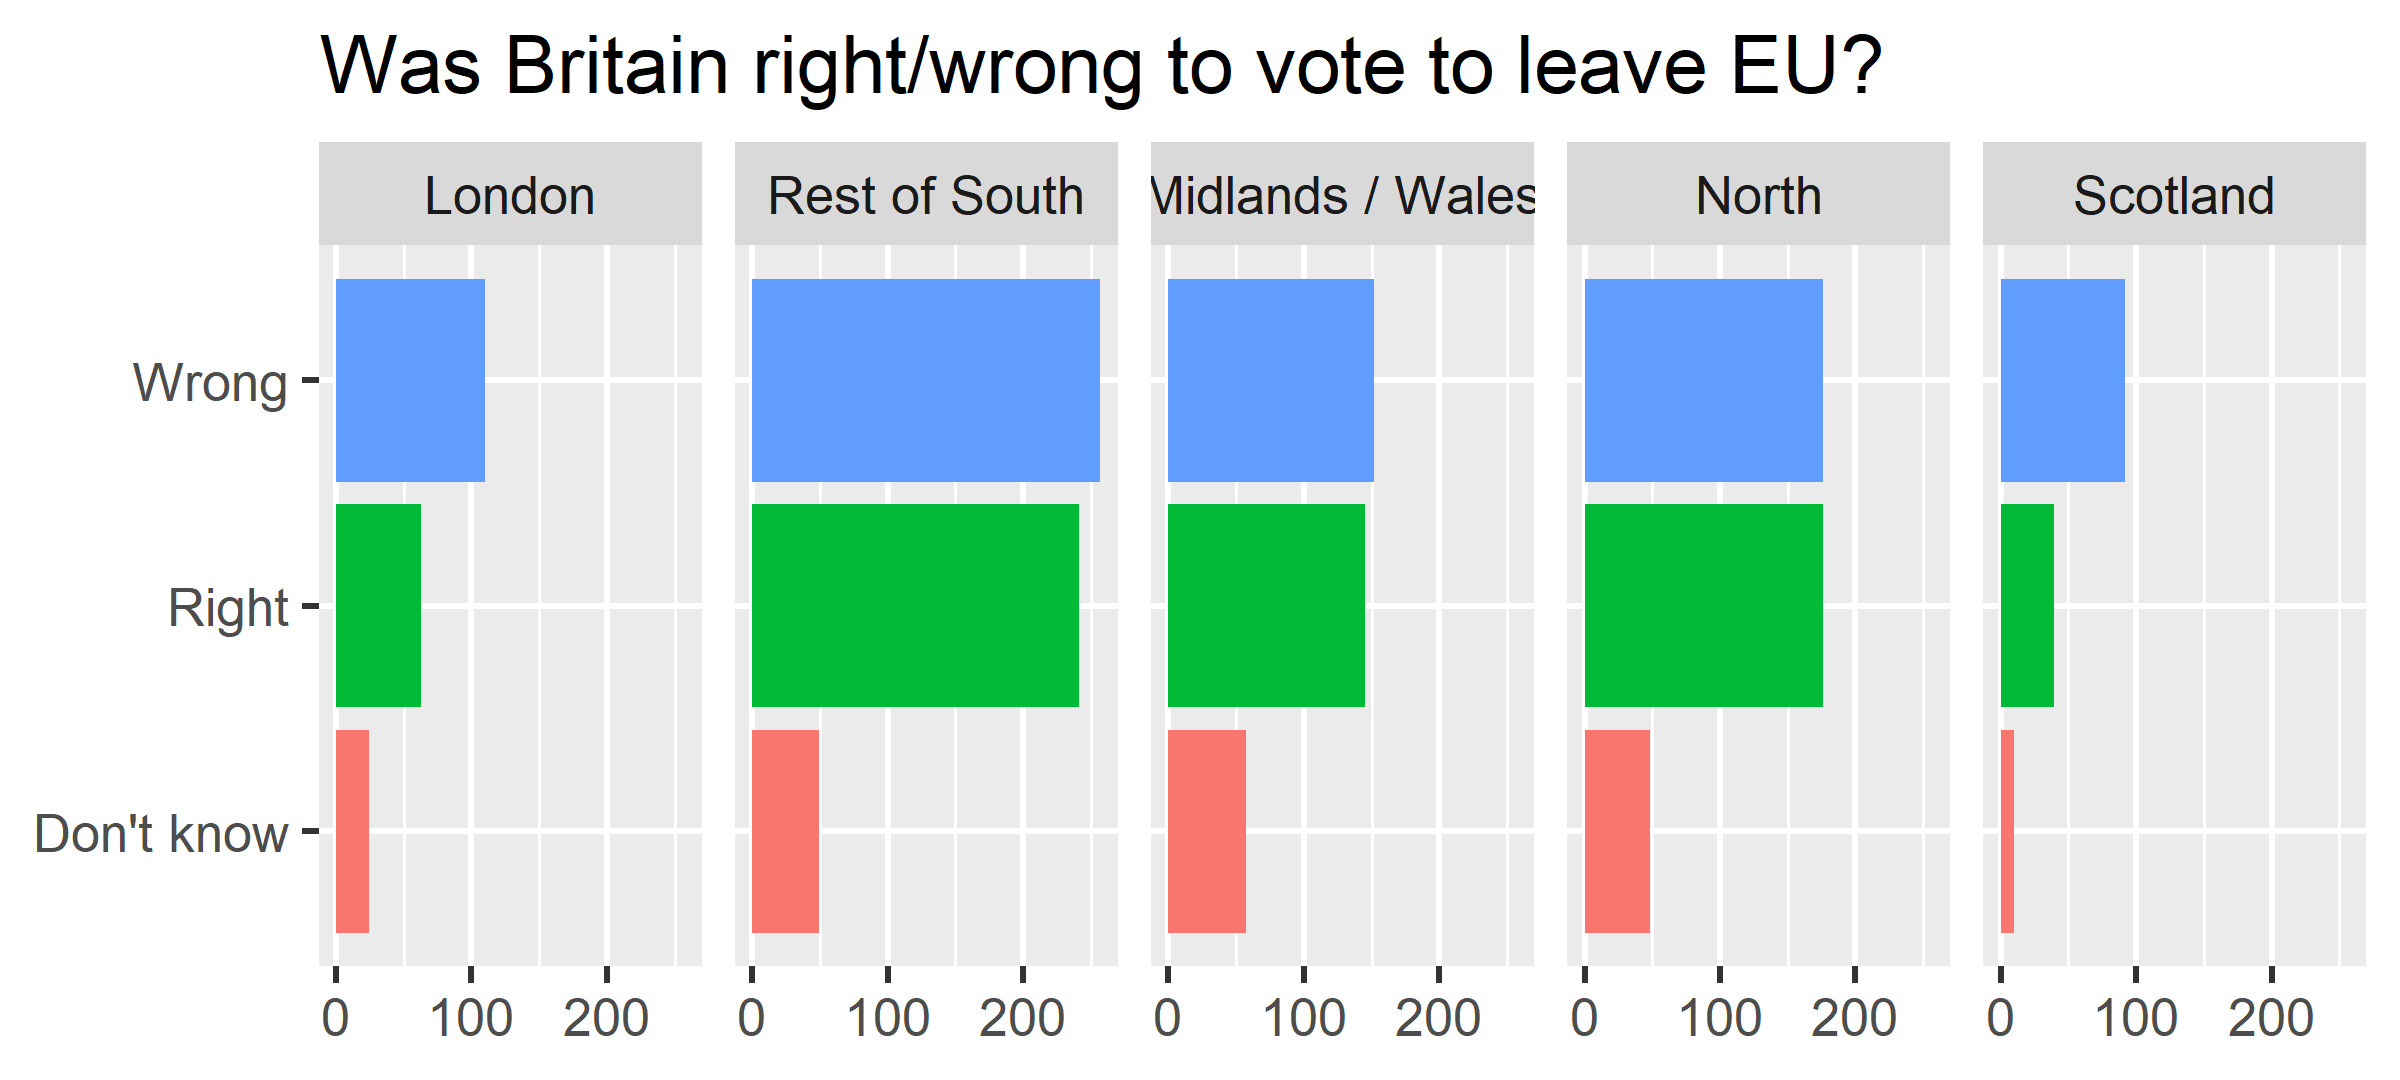 Was Britain right/wrong to vote to leave EU?
London Rest of South Midlands / Wales North Scotland
Wrong
Right
Don't know
0 100 200 0 100 200 0 100 200 0 100 200 0 100 200